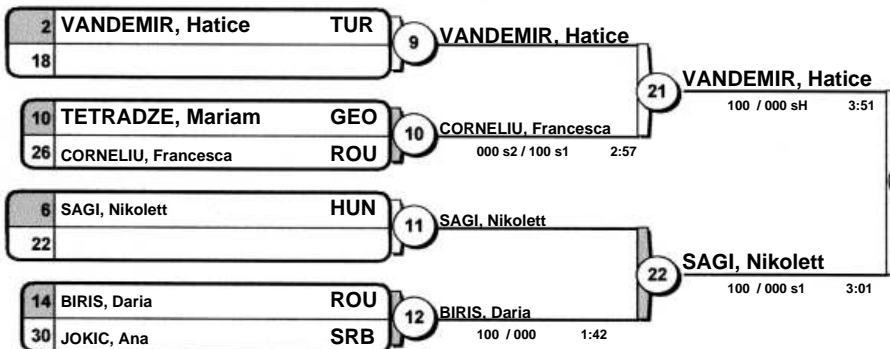 2 VANDEMIR, Hatice TUR
18
9 VANDEMIR, Hatice
10 TETRADZE, Mariam GEO
26 CORNELIU, Francesca ROU
10 CORNELIU, Francesca
000 s2 / 100 s1 2:57
21 VANDEMIR, Hatice
100 / 000 sH 3:51
6 SAGI, Nikolett HUN
22
11 SAGI, Nikolett
14 BIRIS, Daria ROU
30 JOKIC, Ana SRB
12 BIRIS, Daria
100 / 000 1:42
22 SAGI, Nikolett
100 / 000 s1 3:01